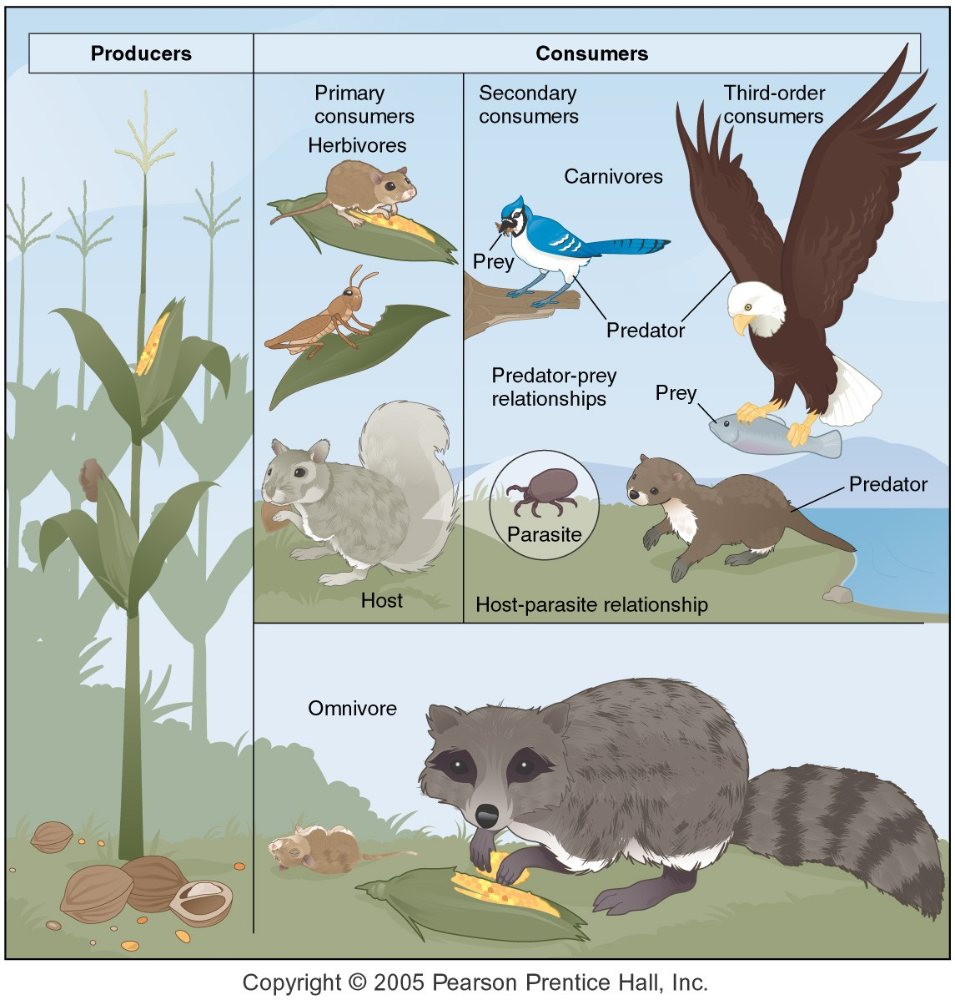 Producers
Consumers
Primary
consumers
Herbivores
Secondary
consumers
Third-order
consumers
Carnivores
Prey
Predator
Predator-prey
relationships
Prey
Predator
Parasite
Host
Host-parasite relationship
Omnivore
Copyright © 2005 Pearson Prentice Hall, Inc.